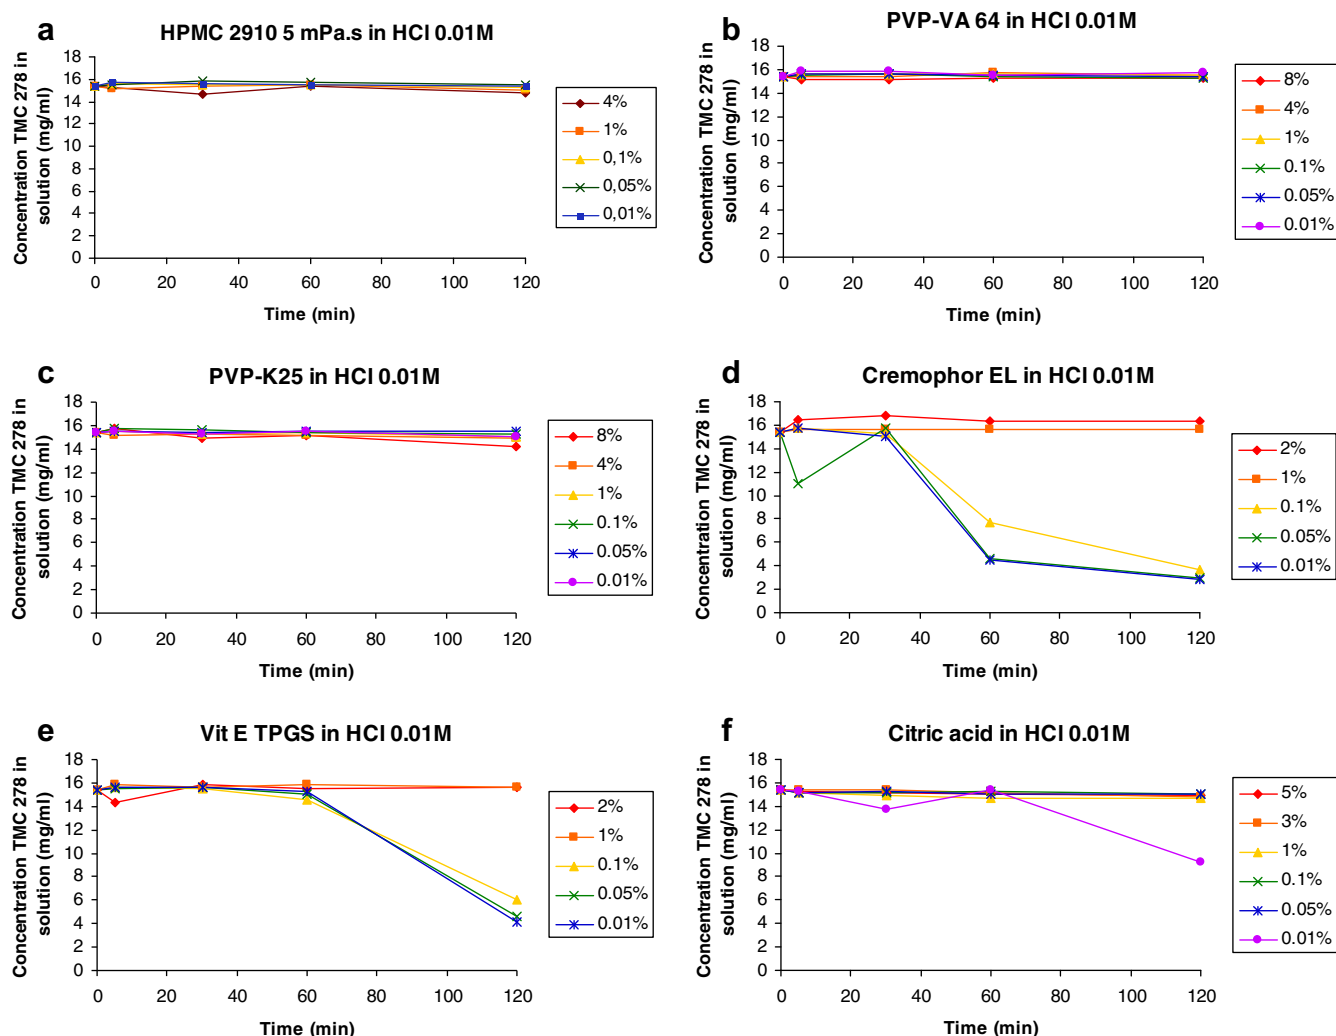 a
HPMC 2910 5 mPa.s in HCl 0.01M
Concentration TMC 278 in
solution (mg/ml)
18
16
14
12
10
8
6
4
2
0
0 20 40 60 80 100 120
Time (min)
4%
1%
0,1%
0,05%
0,01%
b
PVP-VA 64 in HCl 0.01M
Concentration TMC 278 in
solution (mg/ml)
18
16
14
12
10
8
6
4
2
0
0 20 40 60 80 100 120
Time (min)
8%
4%
1%
0.1%
0.05%
0.01%
c
PVP-K25 in HCl 0.01M
Concentration TMC 278 in
solution (mg/ml)
18
16
14
12
10
8
6
4
2
0
0 20 40 60 80 100 120
Time (min)
8%
4%
1%
0.1%
0.05%
0.01%
d
Cremophor EL in HCl 0.01M
Concentration TMC 278 in
solution (mg/ml)
18
16
14
12
10
8
6
4
2
0
0 20 40 60 80 100 120
Time (min)
2%
1%
0.1%
0.05%
0.01%
e
Vit E TPGS in HCl 0.01M
Concentration TMC 278 in
solution (mg/ml)
18
16
14
12
10
8
6
4
2
0
0 20 40 60 80 100 120
Time (min)
2%
1%
0.1%
0.05%
0.01%
f
Citric acid in HCl 0.01M
Concentration TMC 278 in
solution (mg/ml)
18
16
14
12
10
8
6
4
2
0
0 20 40 60 80 100 120
Time (min)
5%
3%
1%
0.1%
0.05%
0.01%